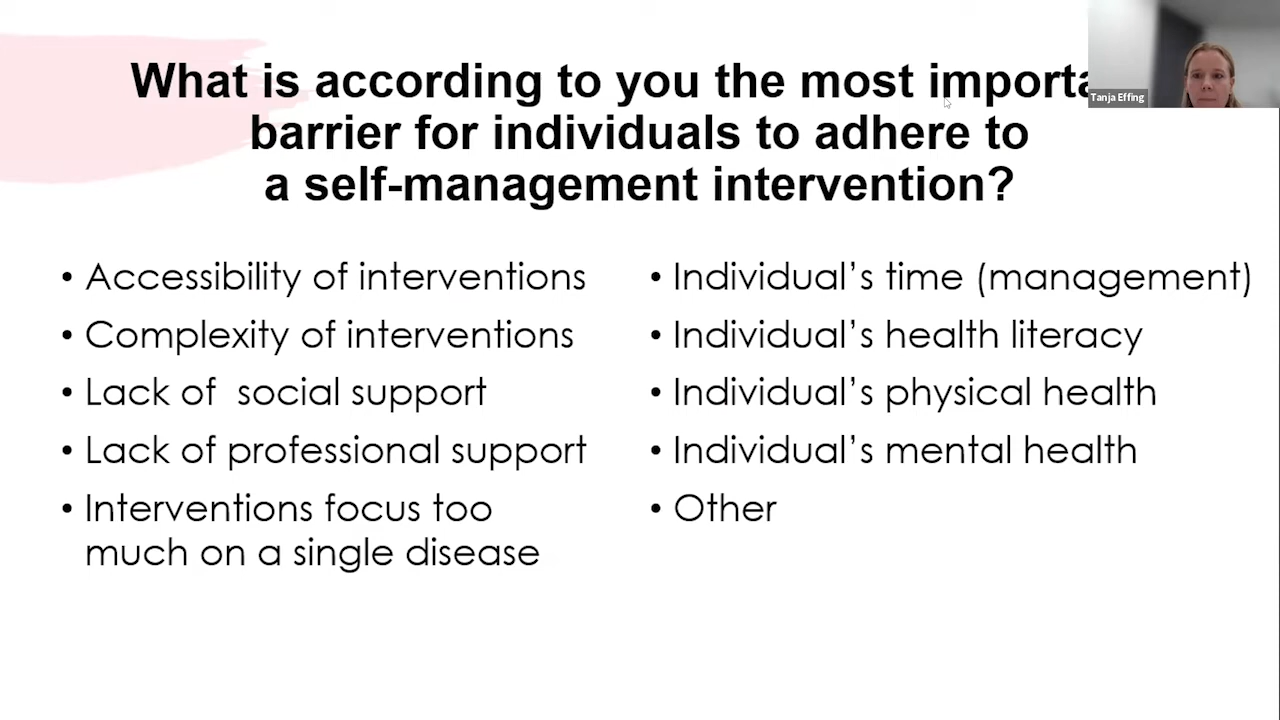 What is according to you the most importa
barrier for individuals to adhere to
a self-management intervention?
Tanja Effing
• Accessibility of interventions
• Complexity of interventions
• Lack of  social support
• Lack of professional support
• Interventions focus too
much on a single disease
• Individual’s time (management)
• Individual’s health literacy
• Individual’s physical health
• Individual’s mental health
• Other